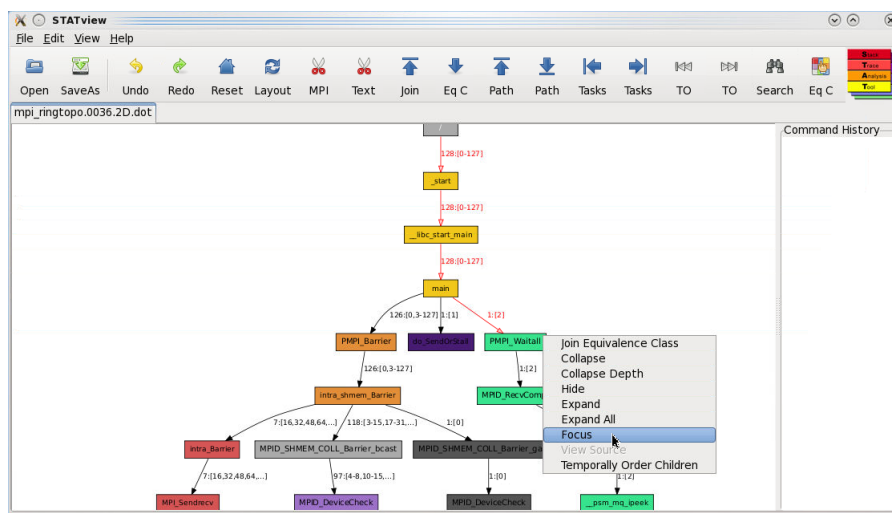 STATview
File Edit View Help
Open SaveAs Undo Redo Reset Layout MPI Text Join Eq C Path Path Tasks Tasks TO TO Search Eq C
Stack
Trace
Analysis
Tool
mpi_ringtopo.0036.2D.dot
Command History
/
128:[0-127]
_start
128:[0-127]
__libc_start_main
128:[0-127]
main
126:[0,3-127] 1:[1] 1:[2]
PMPI_Barrier do_SendOrStall PMPI_Waitall
126:[0,3-127] 1:[2]
intra_shmem_Barrier MPID_RecvComp
7:[16,32,48,64,...] 118:[3-15,17-31,...] 1:[0]
intra_Barrier MPID_SHMEM_COLL_Barrier_bcast MPID_SHMEM_COLL_Barrier_ga
7:[16,32,48,64,...] 97:[4-8,10-15,...] 1:[0] 1:[2]
MPI_Sendrecv MPID_DeviceCheck MPID_DeviceCheck __psm_mq_ipeek
Join Equivalence Class
Collapse
Collapse Depth
Hide
Expand
Expand All
Focus
View Source
Temporally Order Children